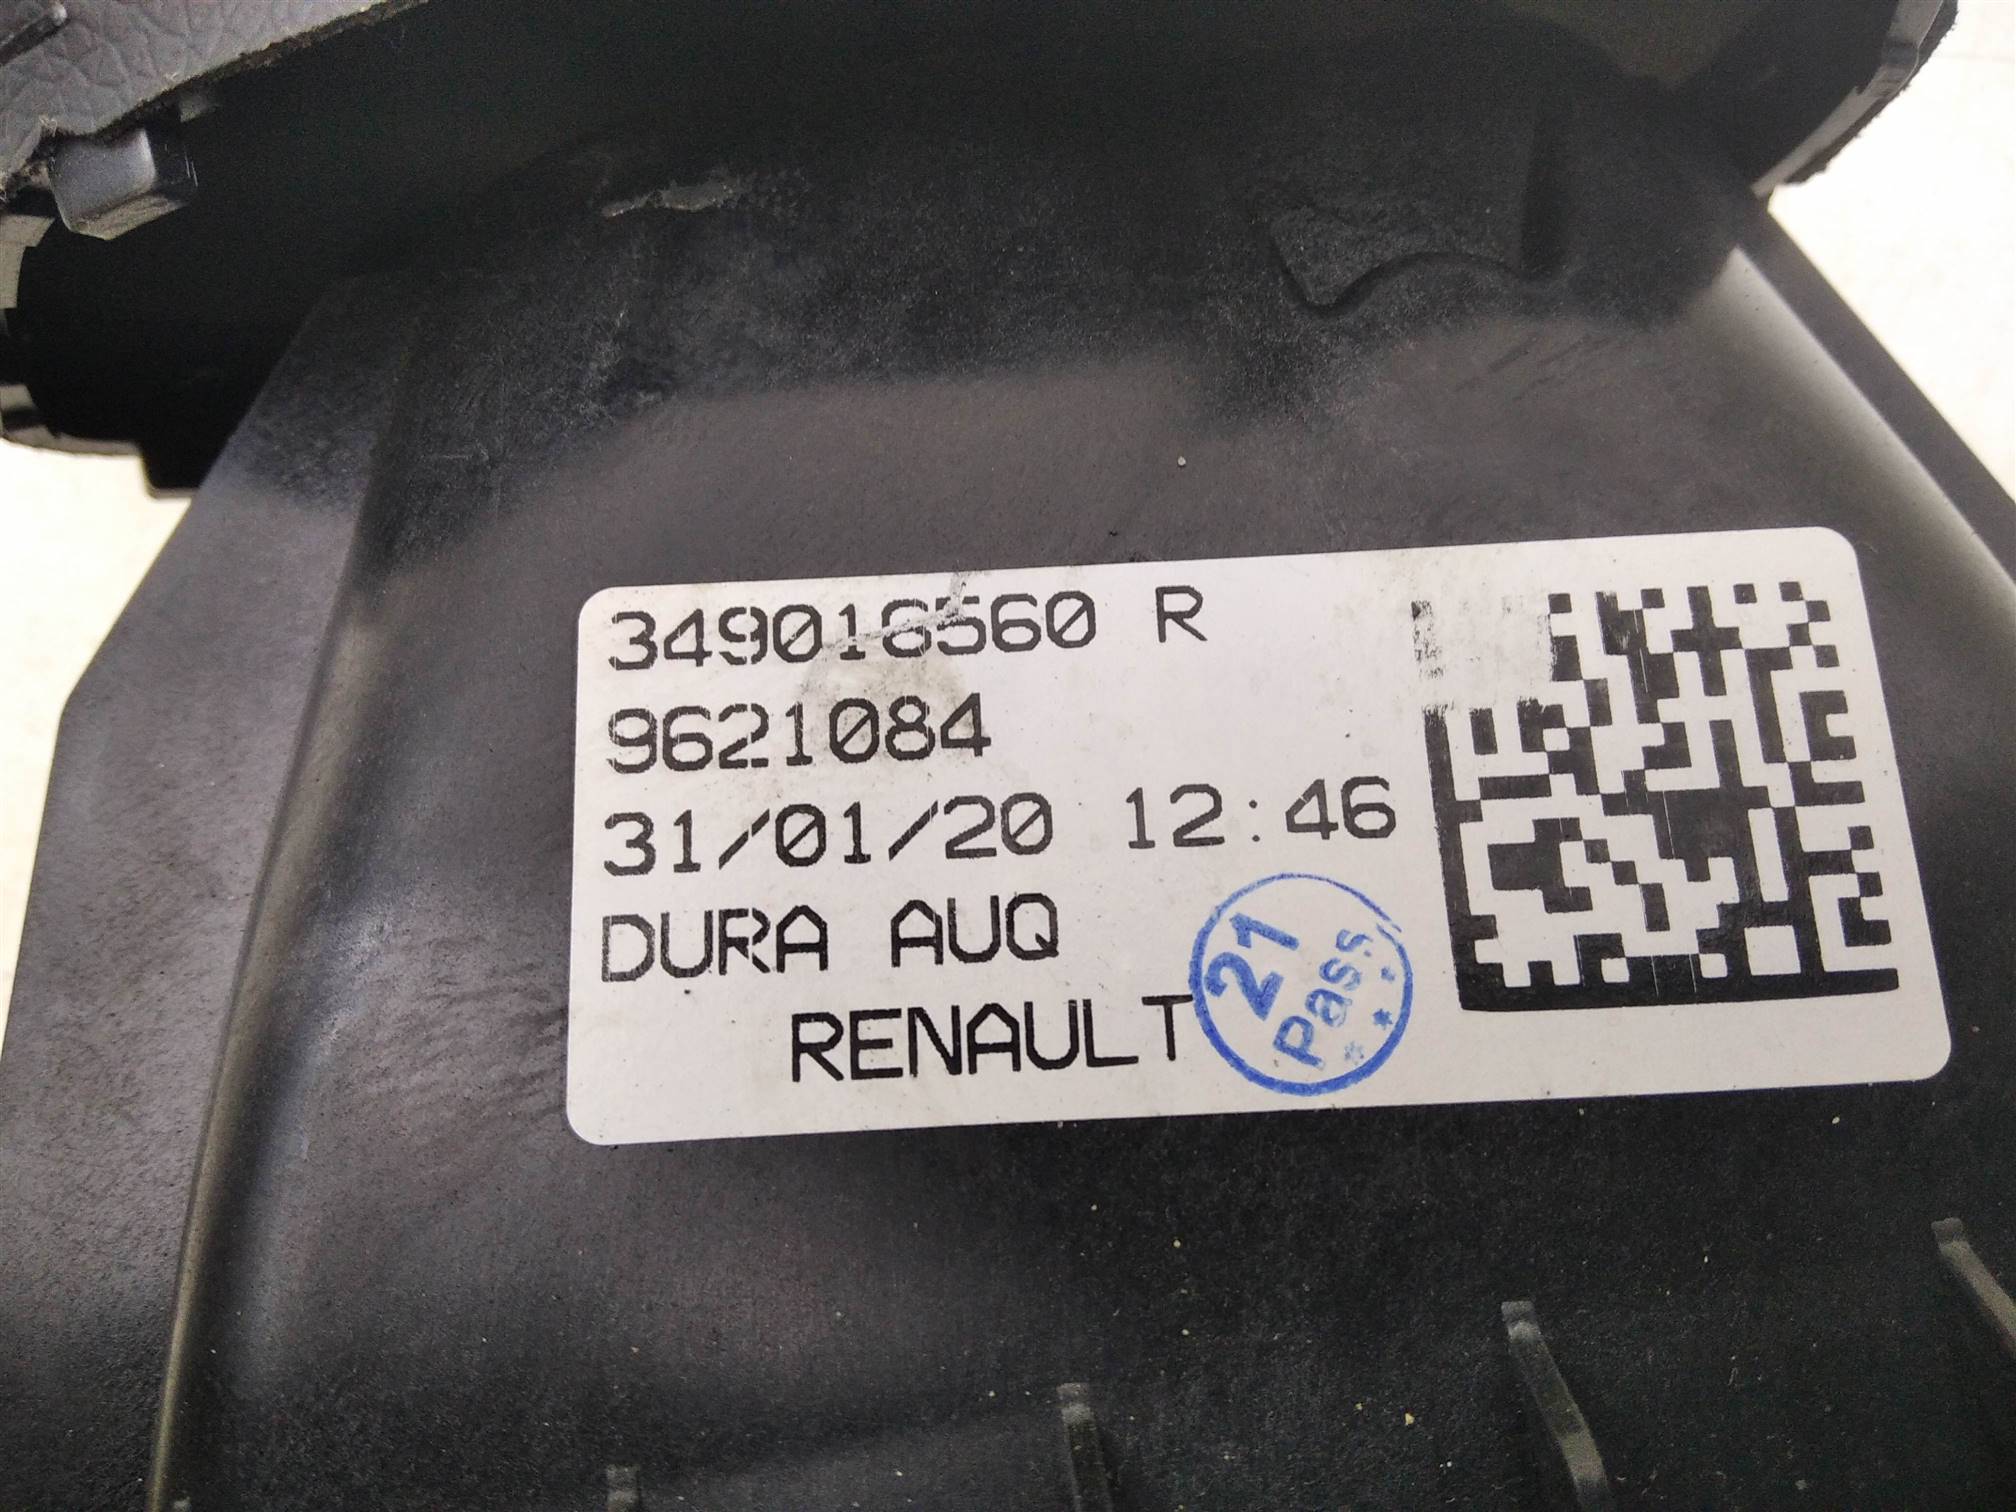 349016560 R
9621084
31/01/20 12:46
DURA AUQ
RENAULT
21
Pass